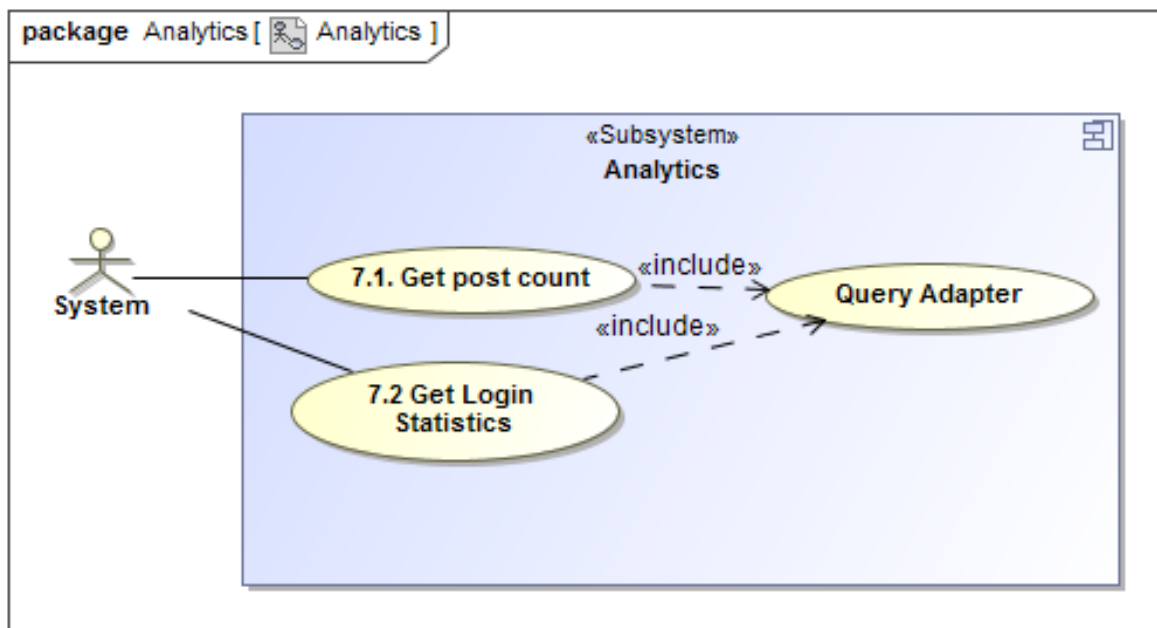 package Analytics [ Analytics ]
«Subsystem»
Analytics
System
7.1. Get post count
«include»
Query Adapter
«include»
7.2 Get Login
Statistics